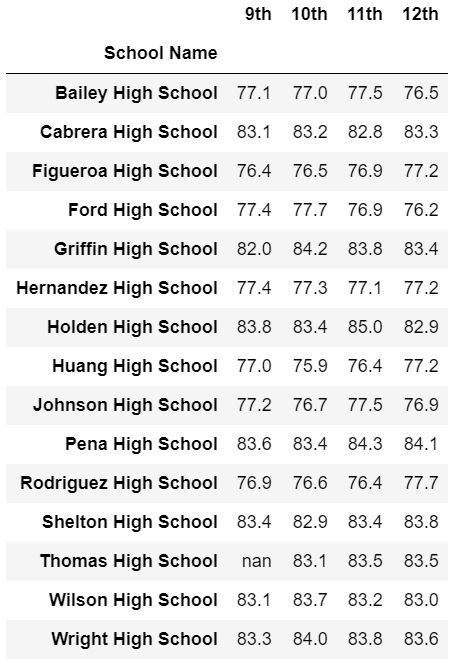 9th 10th 11th 12th
School Name
Bailey High School 77.1 77.0 77.5 76.5
Cabrera High School 83.1 83.2 82.8 83.3
Figueroa High School 76.4 76.5 76.9 77.2
Ford High School 77.4 77.7 76.9 76.2
Griffin High School 82.0 84.2 83.8 83.4
Hernandez High School 77.4 77.3 77.1 77.2
Holden High School 83.8 83.4 85.0 82.9
Huang High School 77.0 75.9 76.4 77.2
Johnson High School 77.2 76.7 77.5 76.9
Pena High School 83.6 83.4 84.3 84.1
Rodriguez High School 76.9 76.6 76.4 77.7
Shelton High School 83.4 82.9 83.4 83.8
Thomas High School nan 83.1 83.5 83.5
Wilson High School 83.1 83.7 83.2 83.0
Wright High School 83.3 84.0 83.8 83.6